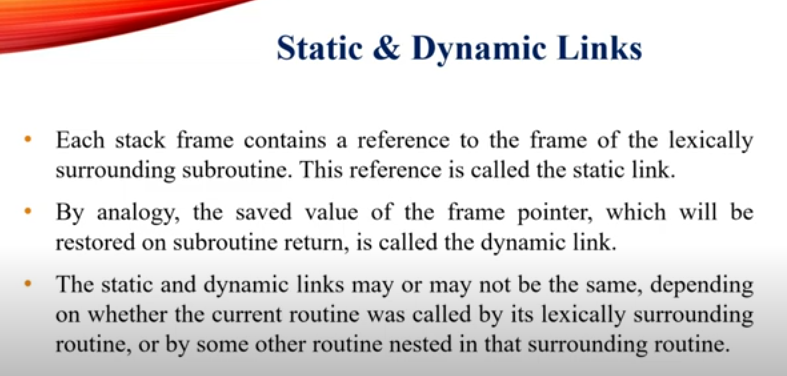 Static & Dynamic Links
• Each stack frame contains a reference to the frame of the lexically
surrounding subroutine. This reference is called the static link.
• By analogy, the saved value of the frame pointer, which will be
restored on subroutine return, is called the dynamic link.
• The static and dynamic links may or may not be the same, depending
on whether the current routine was called by its lexically surrounding
routine, or by some other routine nested in that surrounding routine.